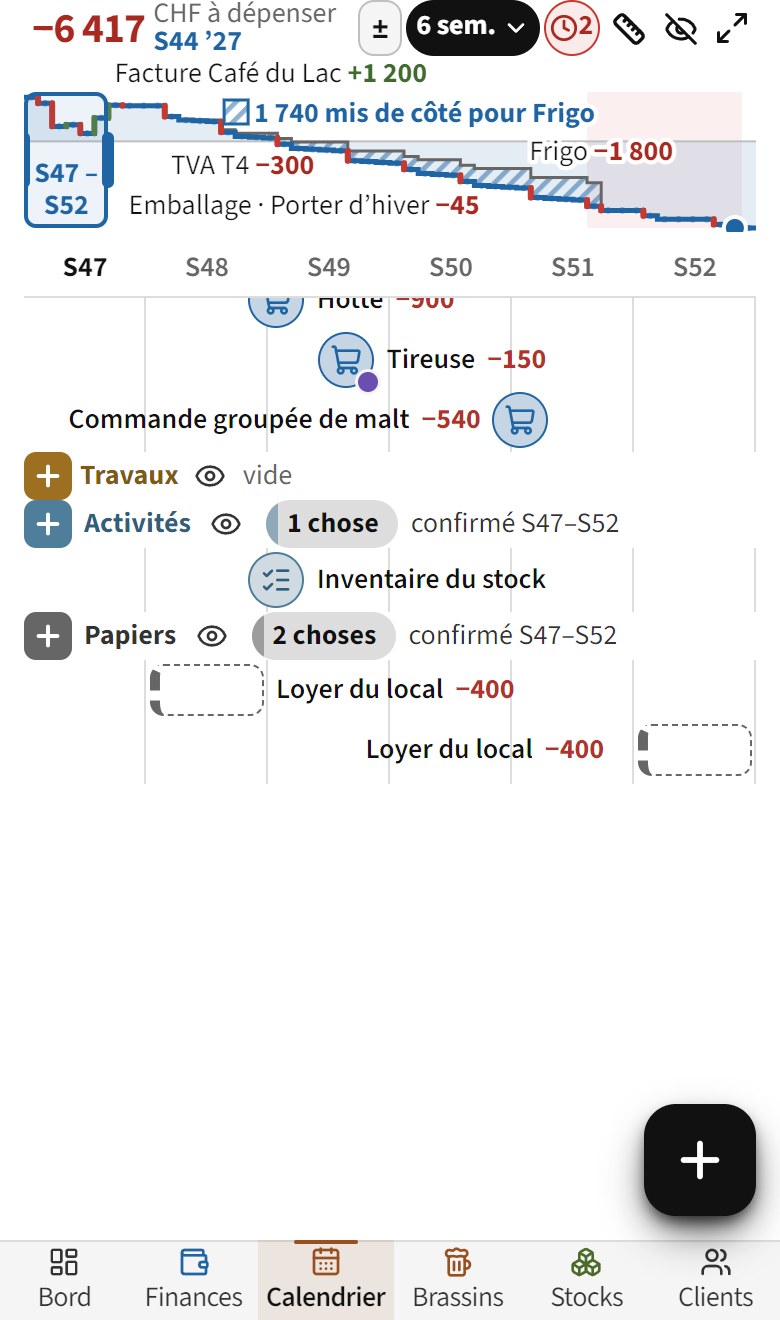 −6 417 CHF à dépenser
S44 ’27
±
6 sem.
2
Facture Café du Lac +1 200
1 740 mis de côté pour Frigo
Frigo −1 800
TVA T4 −300
S47 –
S52
Emballage · Porter d’hiver −45
S47 S48 S49 S50 S51 S52
Hotte −900
Tireuse −150
Commande groupée de malt −540
Travaux vide
Activités 1 chose confirmé S47–S52
Inventaire du stock
Papiers 2 choses confirmé S47–S52
Loyer du local −400
Loyer du local −400
Bord Finances Calendrier Brassins Stocks Clients